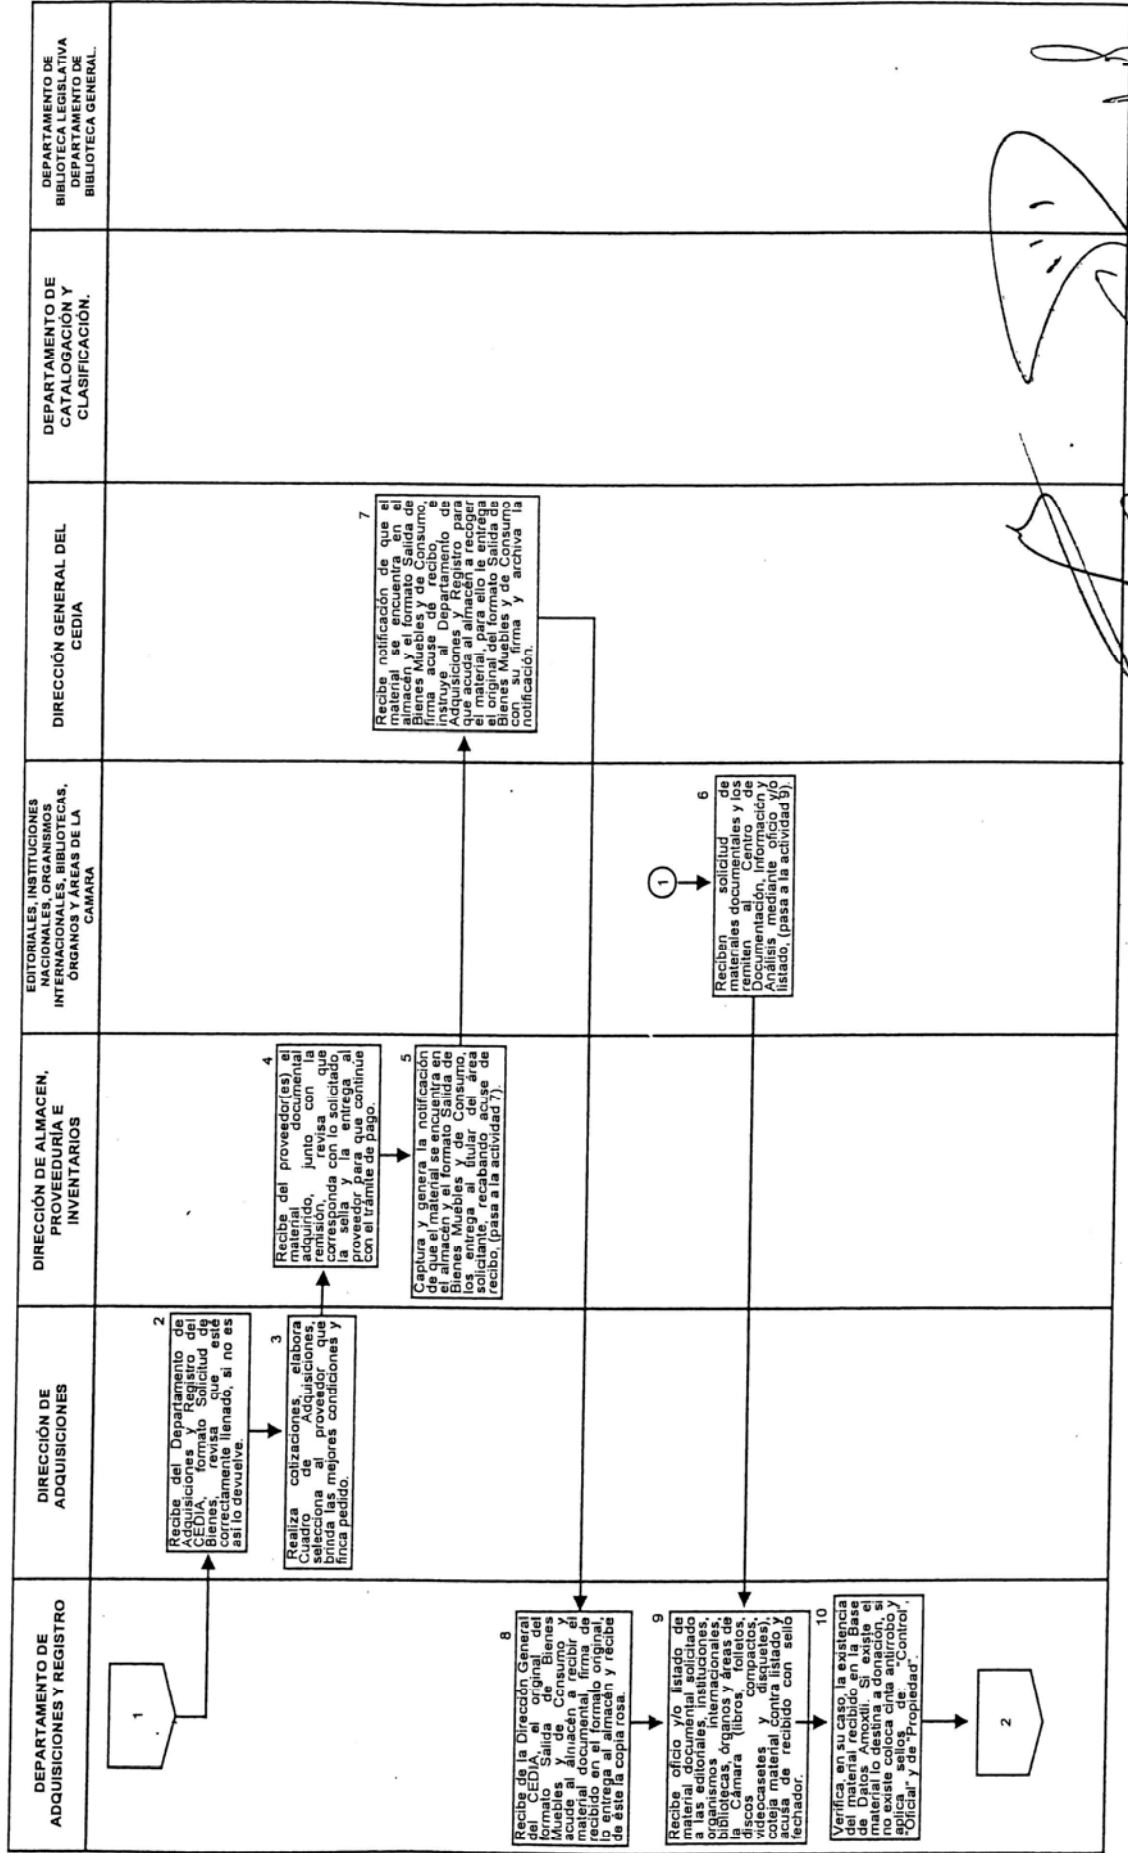 DEPARTAMENTO DE
ADQUISICIONES Y REGISTRO
DIRECCIÓN DE
ADQUISICIONES
DIRECCIÓN DE ALMACEN,
PROVEEDURÍA E
INVENTARIOS
EDITORIALES, INSTITUCIONES
NACIONALES, ORGANISMOS
INTERNACIONALES, BIBLIOTECAS,
ÓRGANOS Y ÁREAS DE LA
CAMARA
DIRECCIÓN GENERAL DEL
CEDIA
DEPARTAMENTO DE
CATALOGACIÓN Y
CLASIFICACIÓN.
DEPARTAMENTO DE
BIBLIOTECA LEGISLATIVA
DEPARTAMENTO DE
BIBLIOTECA GENERAL.
1
2
Recibe del Departamento de
Adquisiciones y Registro del
CEDIA, formato Solicitud de
Bienes, revisa que esté
correctamente llenado, si no es
así lo devuelve.
3
Realiza cotizaciones, elabora
Cuadro de Adquisiciones,
selecciona al proveedor que
brinda las mejores condiciones y
finca pedido.
4
Recibe del proveedor(es) el
material documental
adquirido, junto con la
remisión, revisa que
corresponda con lo solicitado,
la sella y la entrega al
proveedor para que continúe
con el trámite de pago.
5
Captura y genera la notificación
de que el material se encuentra en
el almacén y el formato Salida de
Bienes Muebles y de Consumo,
los entrega al titular del área
solicitante, recabando acuse de
recibo, (pasa a la actividad 7).
1
6
Reciben solicitud de
materiales documentales y los
remiten al Centro de
Documentación, Información y
Análisis mediante oficio y/o
listado, (pasa a la actividad 9).
7
Recibe notificación de que el
material se encuentra en el
almacén y el formato Salida de
Bienes Muebles y de Consumo,
firma acuse de recibo, e
instruye al Departamento de
Adquisiciones y Registro para
que acuda al almacén a recoger
el material, para ello le entrega
el original del formato Salida de
Bienes Muebles y de Consumo
con su firma y archiva la
notificación.
8
Recibe de la Dirección General
del CEDIA, el original del
formato Salida de Bienes
Muebles y de Consumo y
acude al almacén a recibir el
material documental, firma de
recibido en el formato original,
lo entrega al almacén y recibe
de éste la copia rosa.
9
Recibe oficio y/o listado de
material documental solicitado
a las editoriales, instituciones,
organismos internacionales,
bibliotecas, órganos y áreas de
la Cámara (libros, folletos,
discos compactos,
videocasetes y disquetes),
coteja material contra listado y
acusa de recibido con sello
fechador.
10
Verifica, en su caso, la existencia
del material recibido en la Base
de Datos Amoxtli. Si existe el
material lo destina a donación, si
no existe coloca cinta antirrobo y
aplica sellos de: "Control",
"Oficial" y de "Propiedad".
2